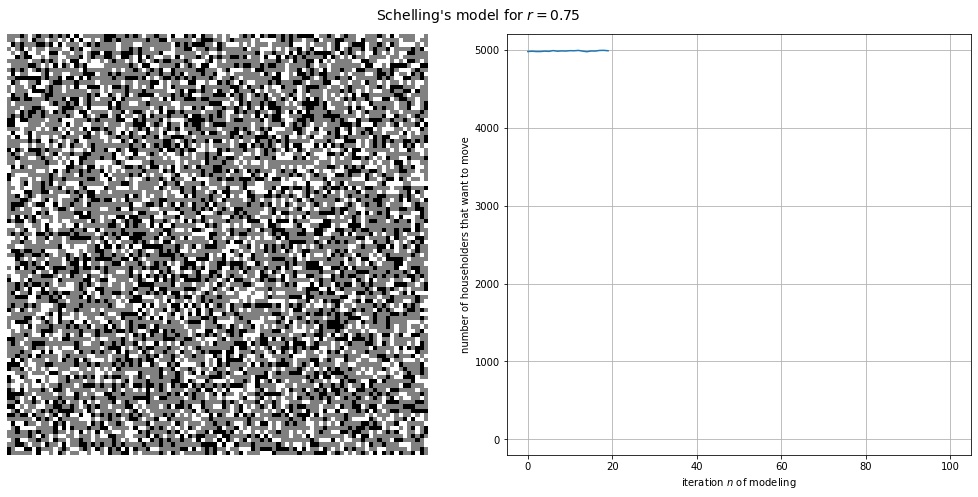 Schelling's model for r = 0.75
number of householders that want to move
5000
4000
3000
2000
1000
0
0 20 40 60 80 100
iteration n of modeling